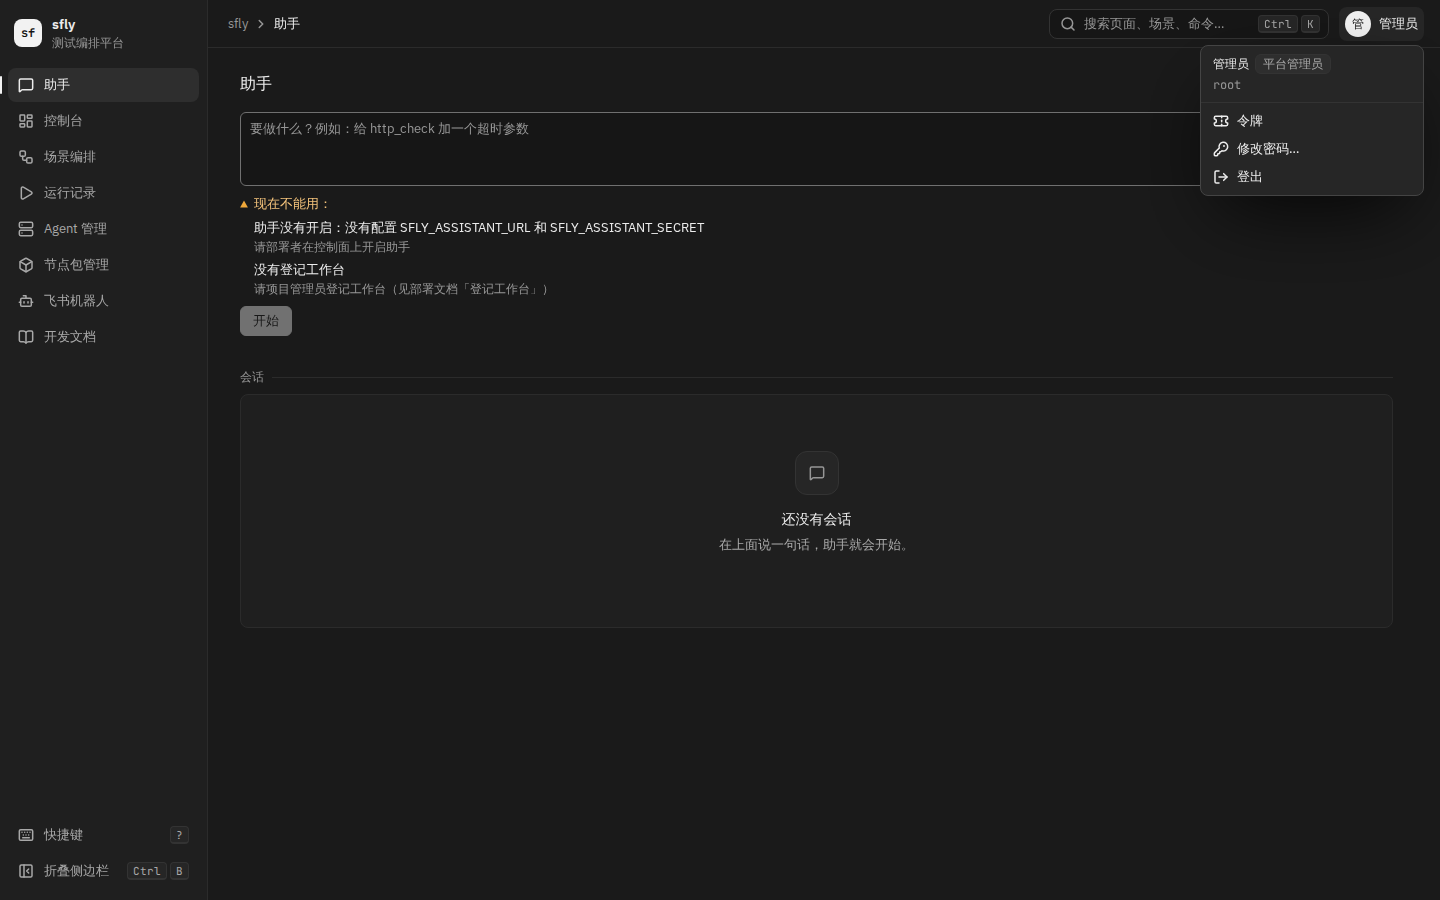 sf
sfly
测试编排平台
助手
控制台
场景编排
运行记录
Agent 管理
节点包管理
飞书机器人
开发文档
快捷键 ?
折叠侧边栏 Ctrl B
sfly > 助手
搜索页面、场景、命令... Ctrl K
管 管理员
管理员 平台管理员
root
令牌
修改密码...
登出
助手
要做什么？例如：给 http_check 加一个超时参数
现在不能用：
助手没有开启：没有配置 SFLY_ASSISTANT_URL 和 SFLY_ASSISTANT_SECRET
请部署者在控制面上开启助手
没有登记工作台
请项目管理员登记工作台（见部署文档「登记工作台」）
开始
会话
还没有会话
在上面说一句话，助手就会开始。